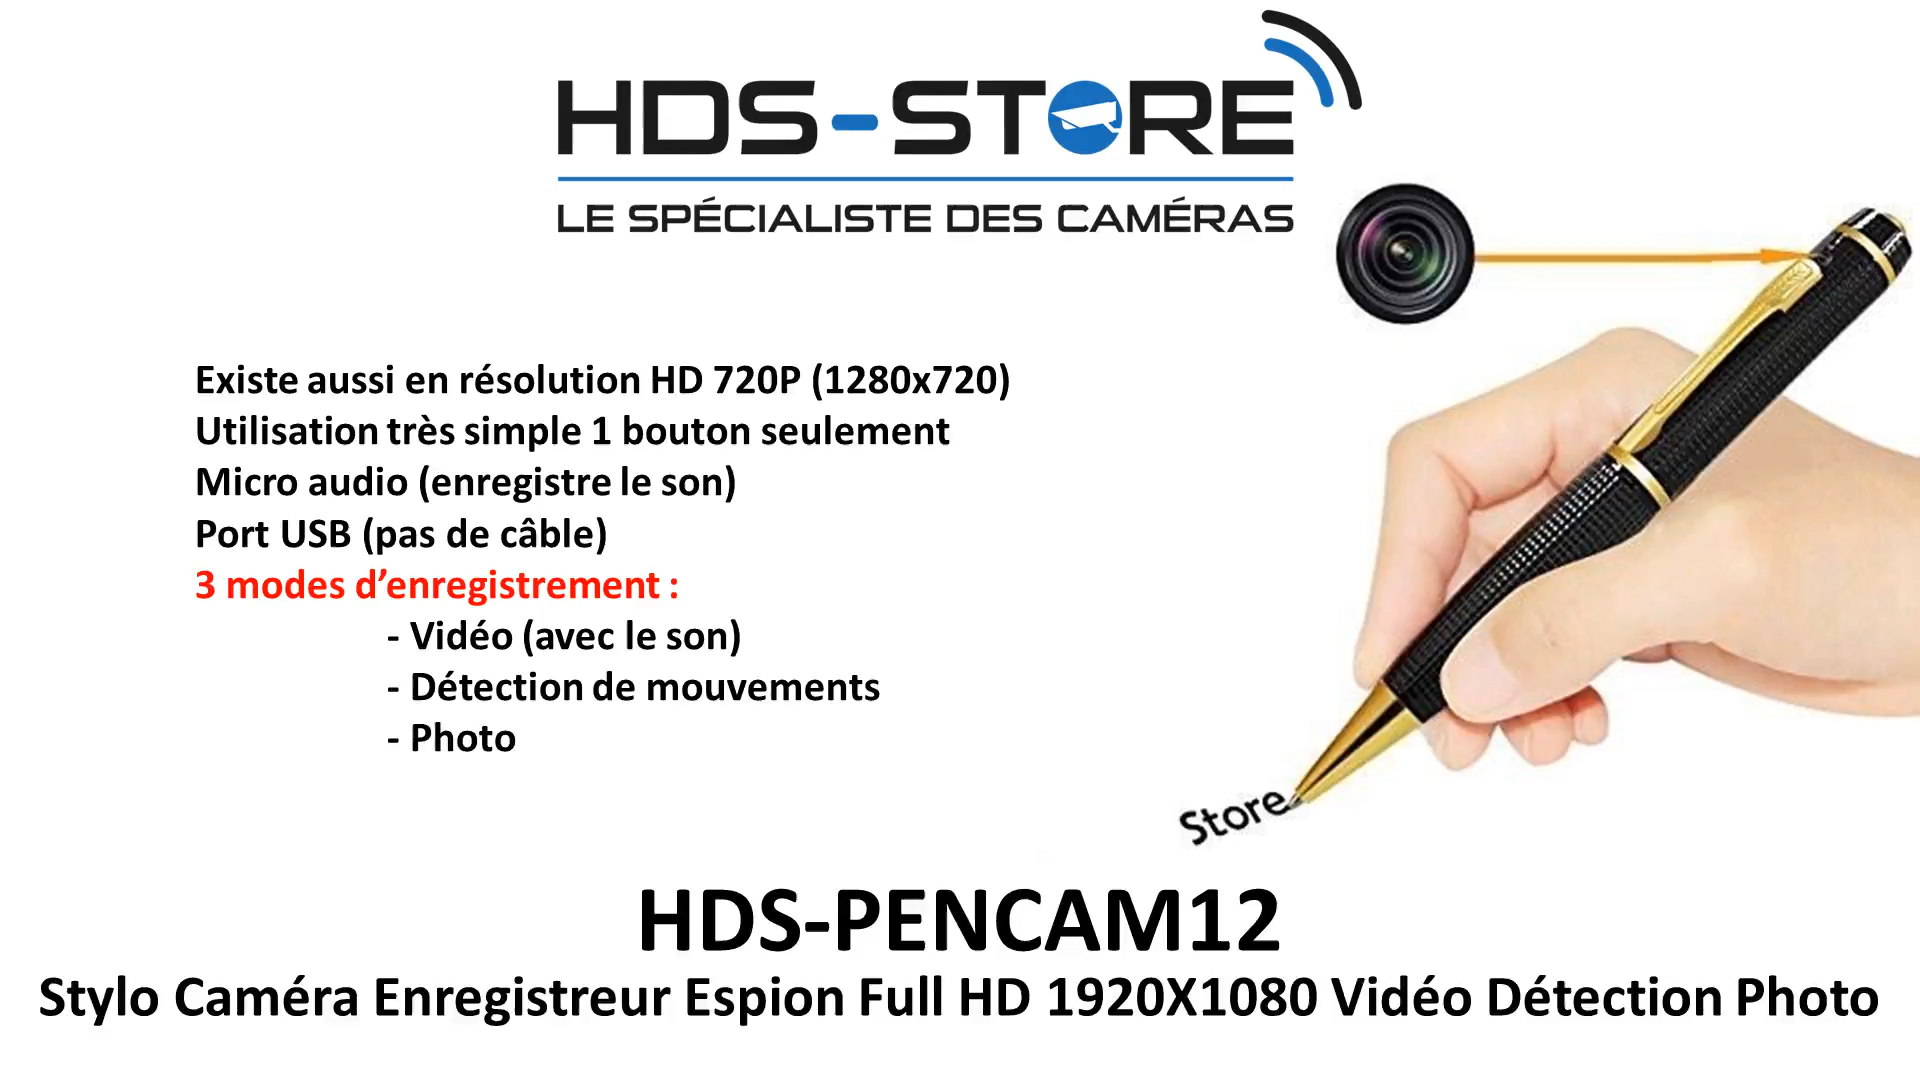 HDS-STORE
LE SPÉCIALISTE DES CAMÉRAS
Existe aussi en résolution HD 720P (1280x720)
Utilisation très simple 1 bouton seulement
Micro audio (enregistre le son)
Port USB (pas de câble)
3 modes d’enregistrement :
- Vidéo (avec le son)
- Détection de mouvements
- Photo
Store
HDS-PENCAM12
Stylo Caméra Enregistreur Espion Full HD 1920X1080 Vidéo Détection Photo